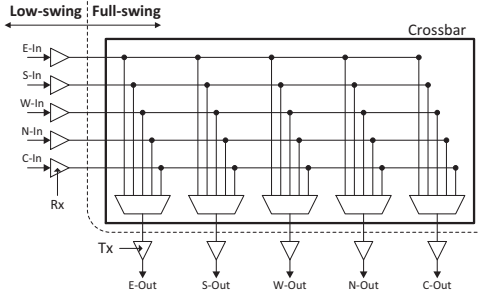 Low-swing Full-swing
Crossbar
E-In
S-In
W-In
N-In
C-In
Rx
Tx
E-Out S-Out W-Out N-Out C-Out